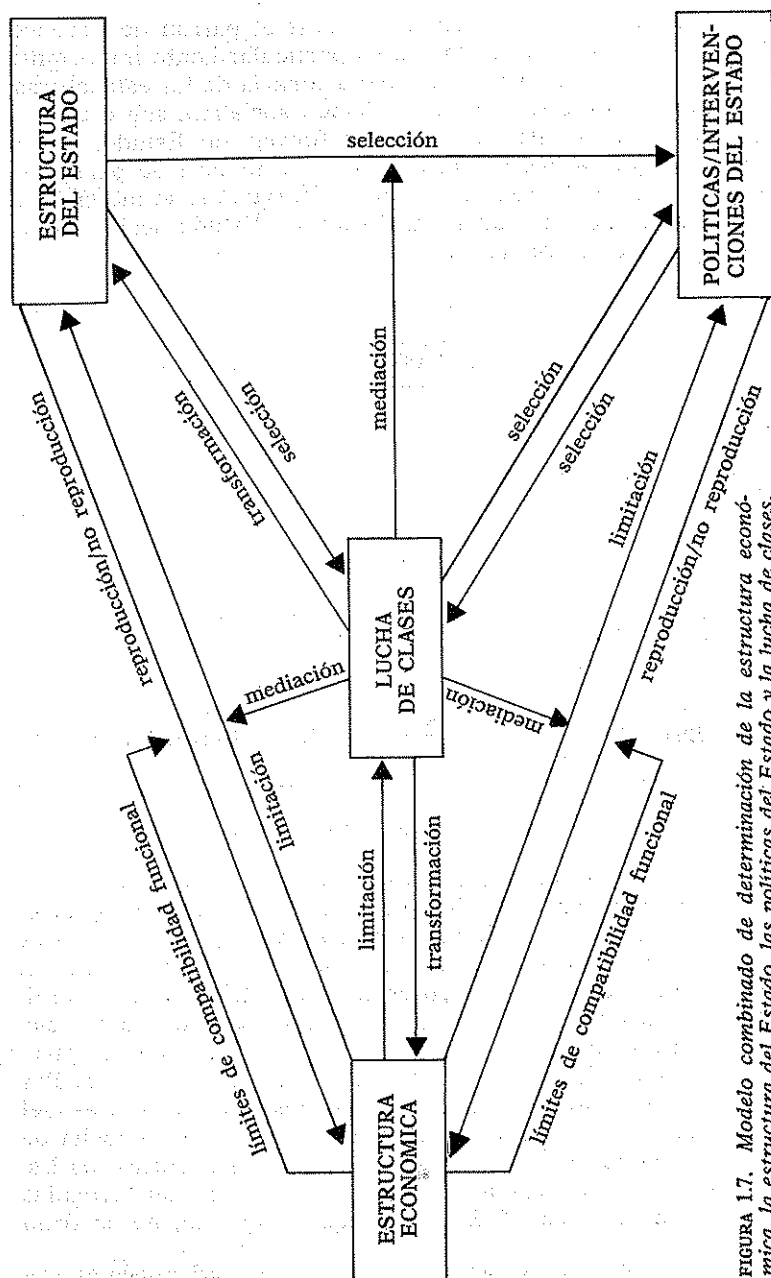 ESTRUCTURA
DEL ESTADO
selección
POLITICAS/INTERVEN-
CIONES DEL ESTADO
reproducción/no reproducción
limitación
transformación
selección
mediación
selección
selección
limitación
reproducción/no reproducción
LUCHA
DE CLASES
mediación
mediación
límites de compatibilidad funcional
limitación
transformación
límites de compatibilidad funcional
ESTRUCTURA
ECONOMICA
FIGURA 1.7. Modelo combinado de determinación de la estructura econó-
mica, la estructura del Estado, las políticas del Estado y la lucha de clases.